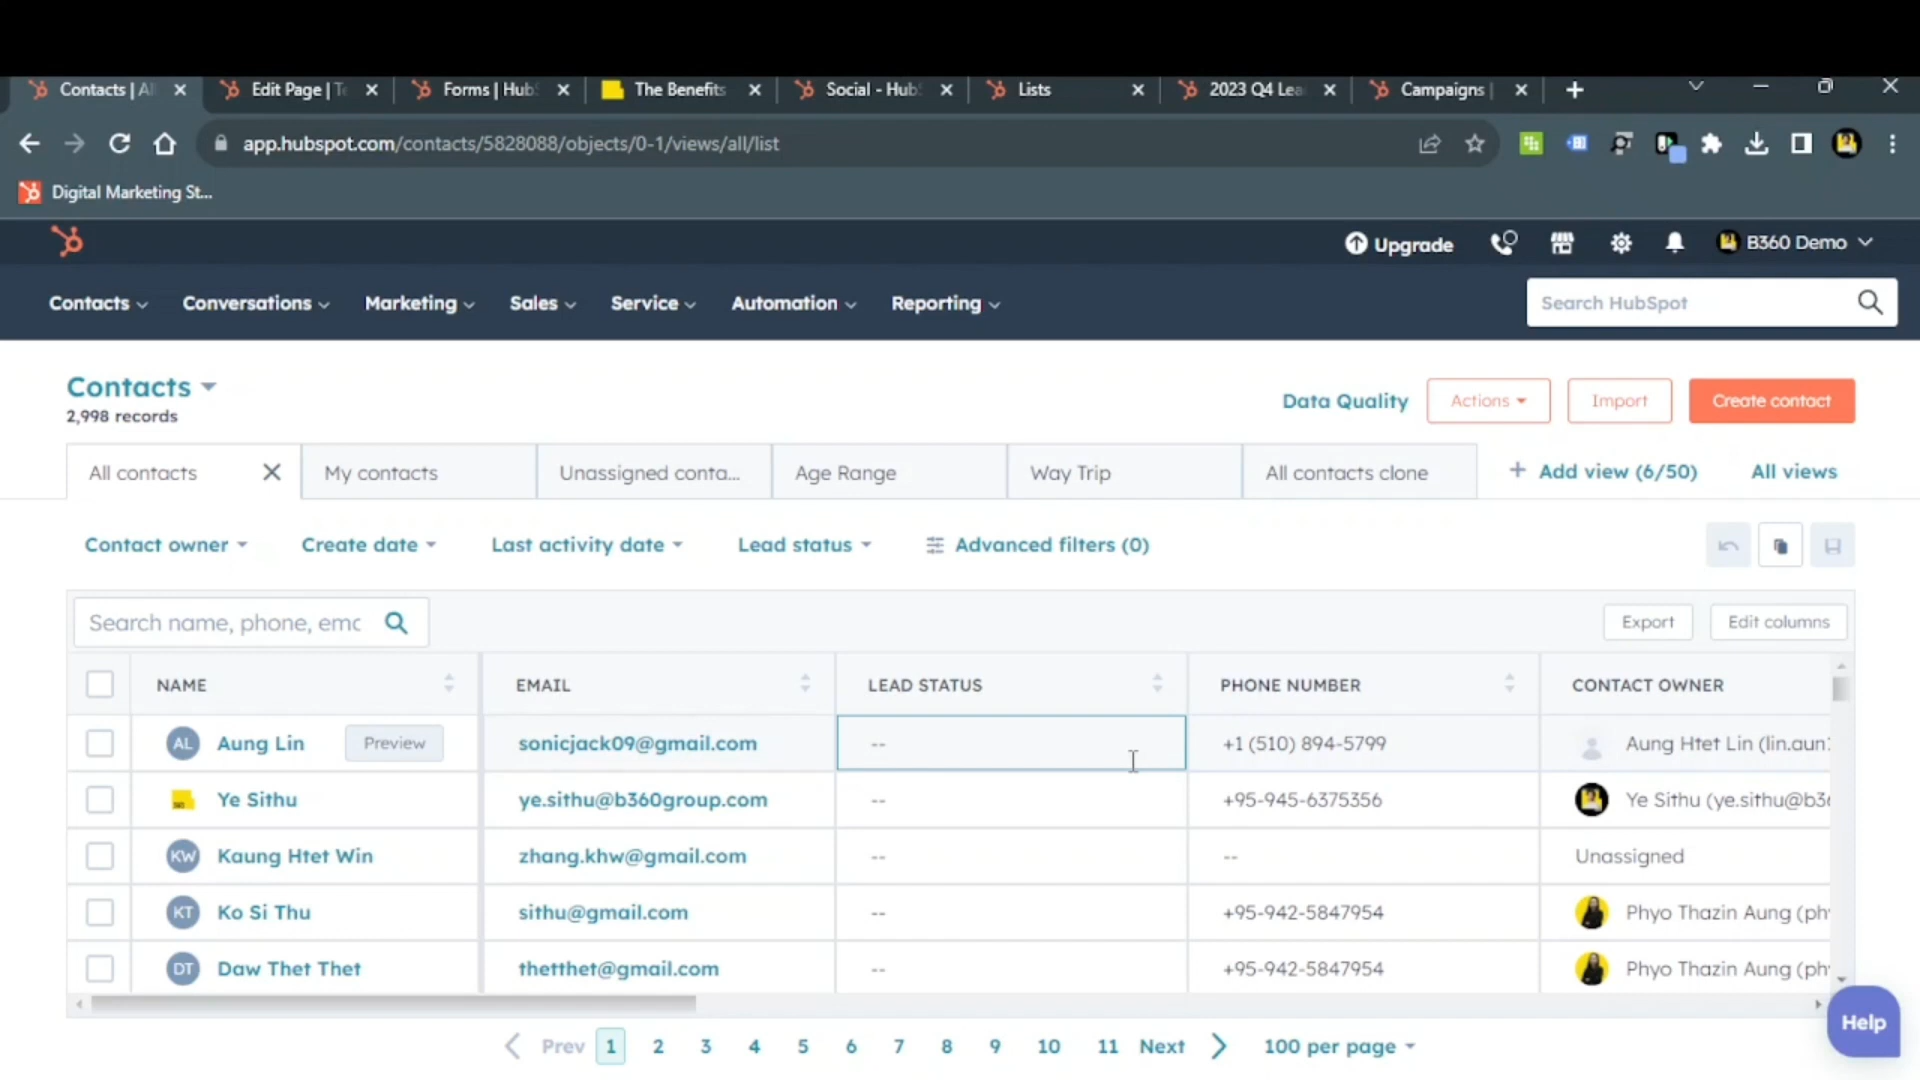 Contacts | Al
Edit Page | Te
Forms | Hub
The Benefits
Social - Hub
Lists
2023 Q4 Lea
Campaigns |
app.hubspot.com/contacts/5828088/objects/0-1/views/all/list
Digital Marketing St...
Upgrade
B360 Demo
Contacts
Conversations
Marketing
Sales
Service
Automation
Reporting
Search HubSpot
Contacts
2,998 records
Data Quality
Actions
Import
Create contact
All contacts
My contacts
Unassigned conta...
Age Range
Way Trip
All contacts clone
+ Add view (6/50)
All views
Contact owner
Create date
Last activity date
Lead status
Advanced filters (0)
Search name, phone, ema
Export
Edit columns
NAME
EMAIL
LEAD STATUS
PHONE NUMBER
CONTACT OWNER
AL Aung Lin
Preview
sonicjack09@gmail.com
--
+1 (510) 894-5799
Aung Htet Lin (lin.aun
Ye Sithu
ye.sithu@b360group.com
--
+95-945-6375356
Ye Sithu (ye.sithu@b36
KW Kaung Htet Win
zhang.khw@gmail.com
--
--
Unassigned
KT Ko Si Thu
sithu@gmail.com
--
+95-942-5847954
Phyo Thazin Aung (ph
DT Daw Thet Thet
thetthet@gmail.com
--
+95-942-5847954
Phyo Thazin Aung (ph
Help
Prev 1 2 3 4 5 6 7 8 9 10 11 Next
100 per page